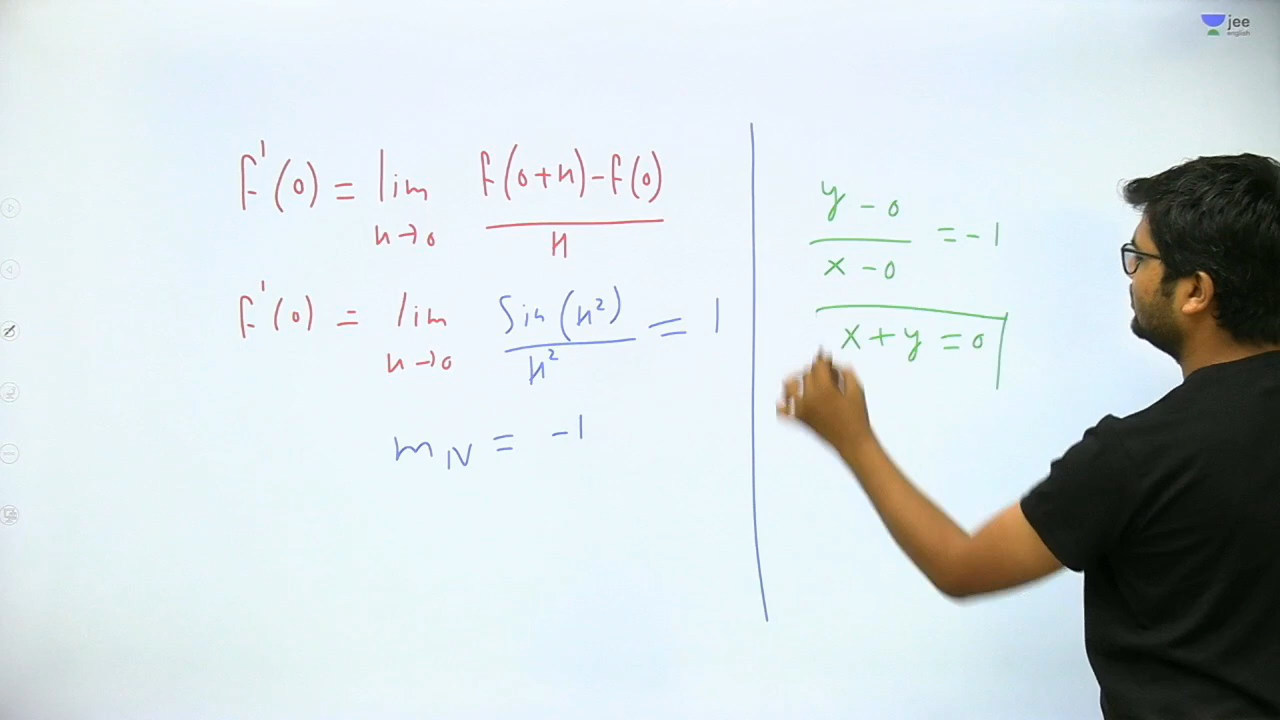 f'(0) = lim f(0+h)-f(0)
h→0 h
f'(0) = lim Sin(h²) = 1
h→0 h²
m_N = -1
y - 0 = -1
x - 0
x + y = 0
jee
english